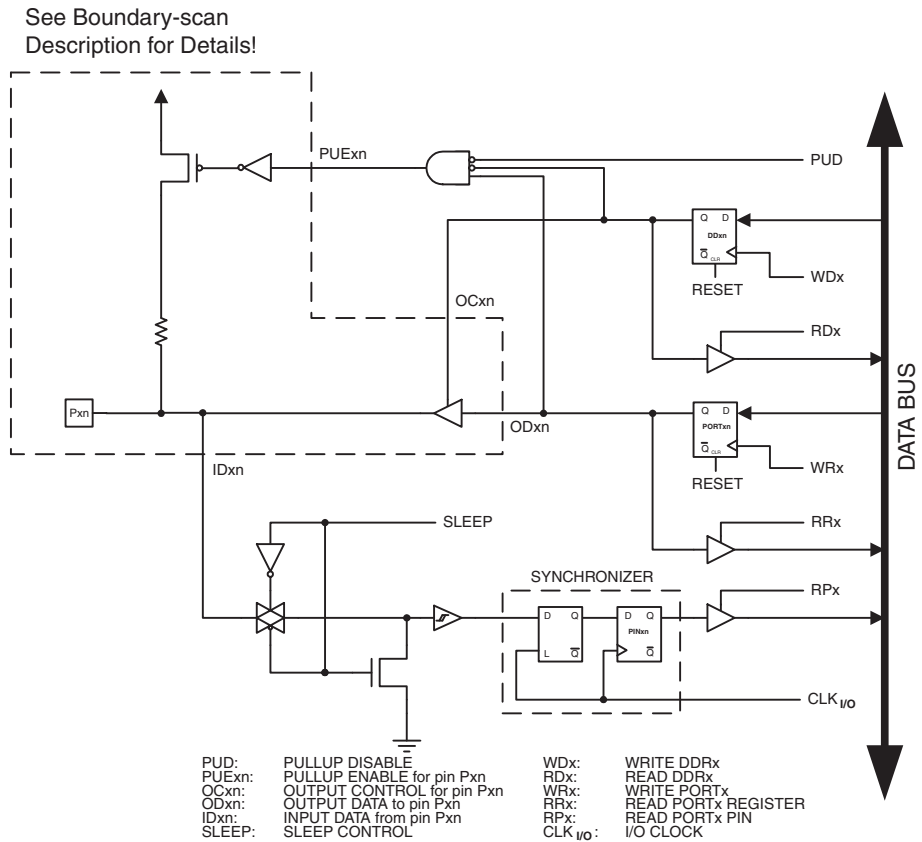 See Boundary-scan
Description for Details!
PUExn
PUD
Q D
DDxn
Q CLR
WDx
RESET
OCxn
RDx
Pxn
ODxn
Q D
PORTxn
Q CLR
WRx
RESET
IDxn
DATA BUS
SLEEP
RRx
SYNCHRONIZER
RPx
D Q
L Q
D Q
PINxn
Q
CLK I/O
PUD: PULLUP DISABLE
PUExn: PULLUP ENABLE for pin Pxn
OCxn: OUTPUT CONTROL for pin Pxn
ODxn: OUTPUT DATA to pin Pxn
IDxn: INPUT DATA from pin Pxn
SLEEP: SLEEP CONTROL
WDx: WRITE DDRx
RDx: READ DDRx
WRx: WRITE PORTx
RRx: READ PORTx REGISTER
RPx: READ PORTx PIN
CLK I/O: I/O CLOCK